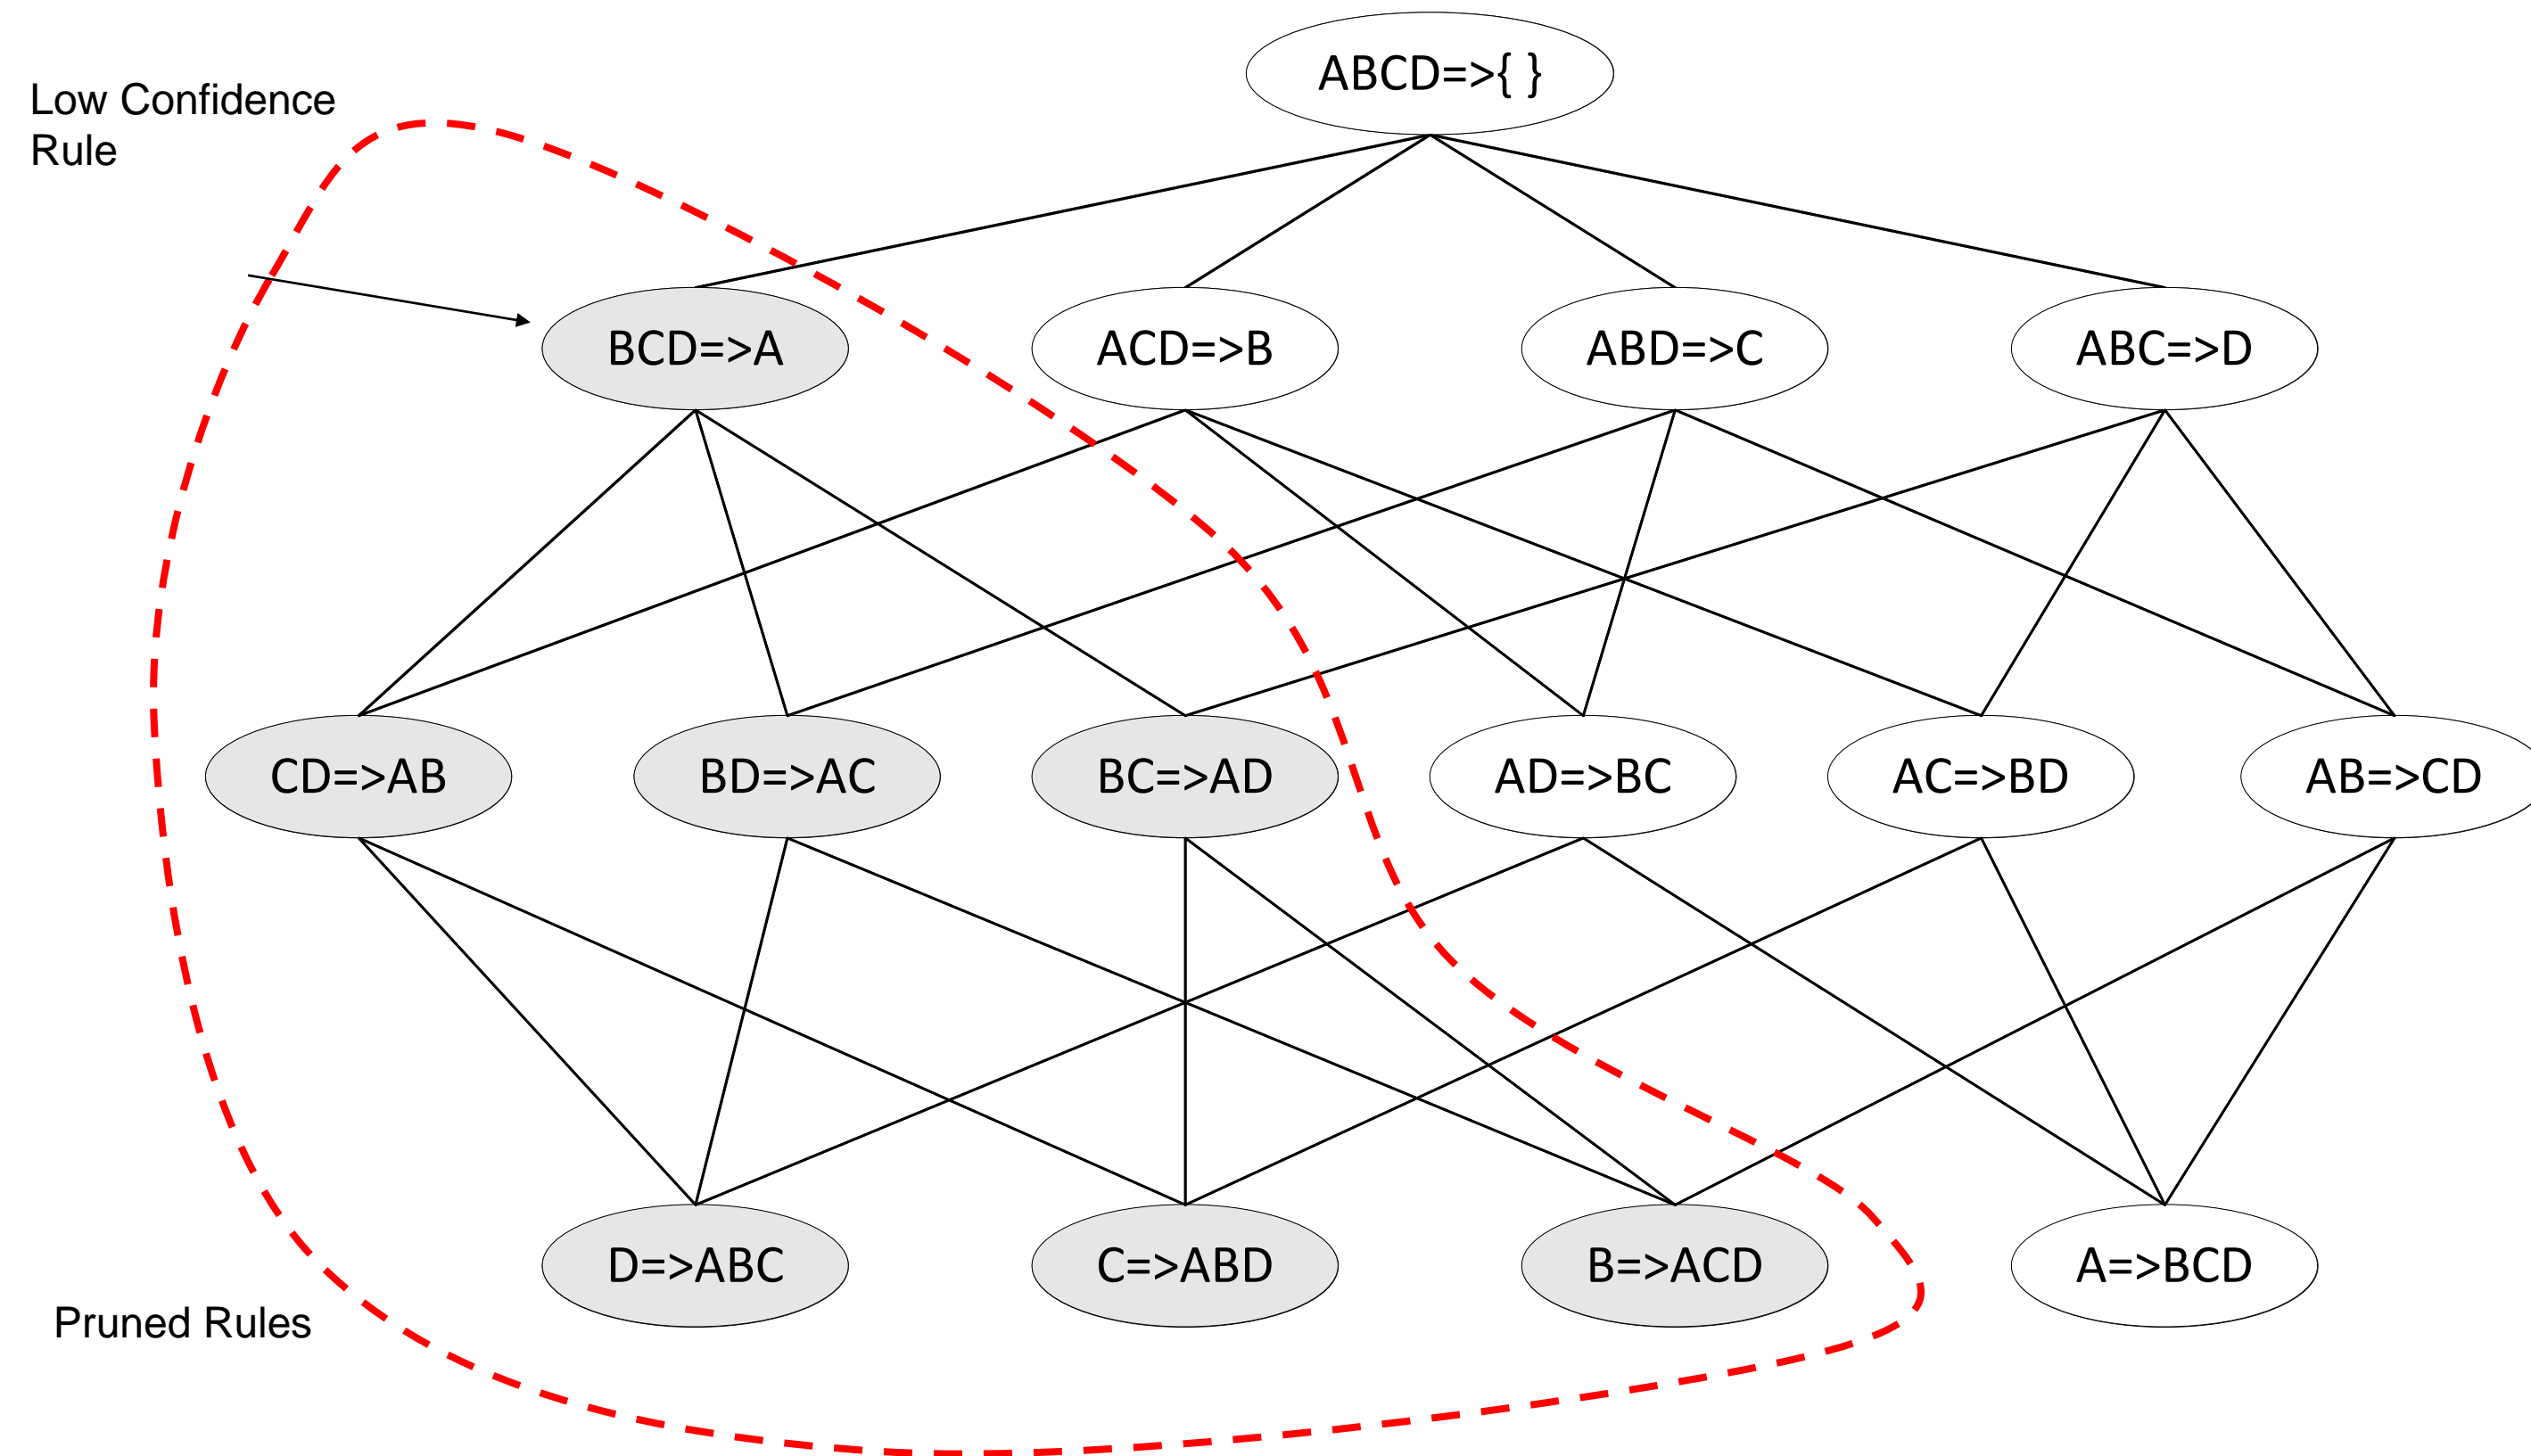 ABCD=>{ }
Low Confidence
Rule
BCD=>A
ACD=>B
ABD=>C
ABC=>D
CD=>AB
BD=>AC
BC=>AD
AD=>BC
AC=>BD
AB=>CD
D=>ABC
C=>ABD
B=>ACD
A=>BCD
Pruned Rules